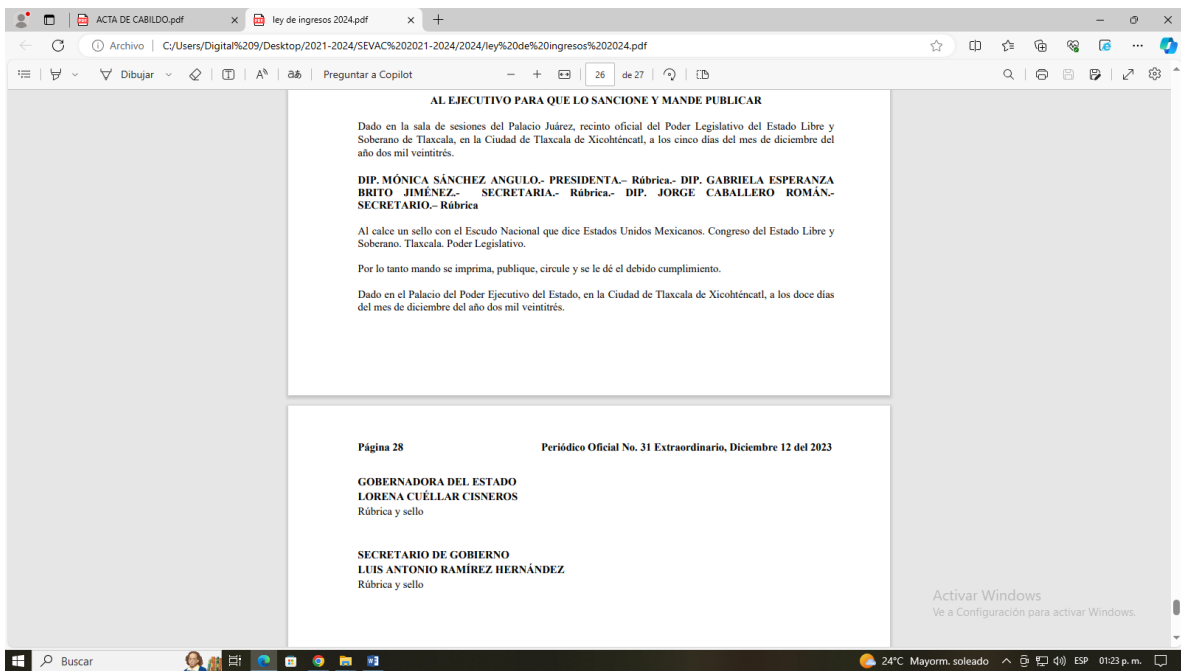 ACTA DE CABILDO.pdf
ley de ingresos 2024.pdf
Archivo
C:/Users/Digital%209/Desktop/2021-2024/SEVAC%202021-2024/2024/ley%20de%20ingresos%202024.pdf
Dibujar
Preguntar a Copilot
26
de 27
AL EJECUTIVO PARA QUE LO SANCIONE Y MANDE PUBLICAR
Dado en la sala de sesiones del Palacio Juárez, recinto oficial del Poder Legislativo del Estado Libre y
Soberano de Tlaxcala, en la Ciudad de Tlaxcala de Xicohténcatl, a los cinco días del mes de diciembre del
año dos mil veintitrés.
DIP. MÓNICA SÁNCHEZ ANGULO.- PRESIDENTA.– Rúbrica.- DIP. GABRIELA ESPERANZA
BRITO JIMÉNEZ.- SECRETARIA.- Rúbrica.- DIP. JORGE CABALLERO ROMÁN.-
SECRETARIO.– Rúbrica
Al calce un sello con el Escudo Nacional que dice Estados Unidos Mexicanos. Congreso del Estado Libre y
Soberano. Tlaxcala. Poder Legislativo.
Por lo tanto mando se imprima, publique, circule y se le dé el debido cumplimiento.
Dado en el Palacio del Poder Ejecutivo del Estado, en la Ciudad de Tlaxcala de Xicohténcatl, a los doce días
del mes de diciembre del año dos mil veintitrés.
Página 28
Periódico Oficial No. 31 Extraordinario, Diciembre 12 del 2023
GOBERNADORA DEL ESTADO
LORENA CUÉLLAR CISNEROS
Rúbrica y sello
SECRETARIO DE GOBIERNO
LUIS ANTONIO RAMÍREZ HERNÁNDEZ
Rúbrica y sello
Activar Windows
Ve a Configuración para activar Windows.
Buscar
24°C Mayorm. soleado
ESP
01:23 p. m.